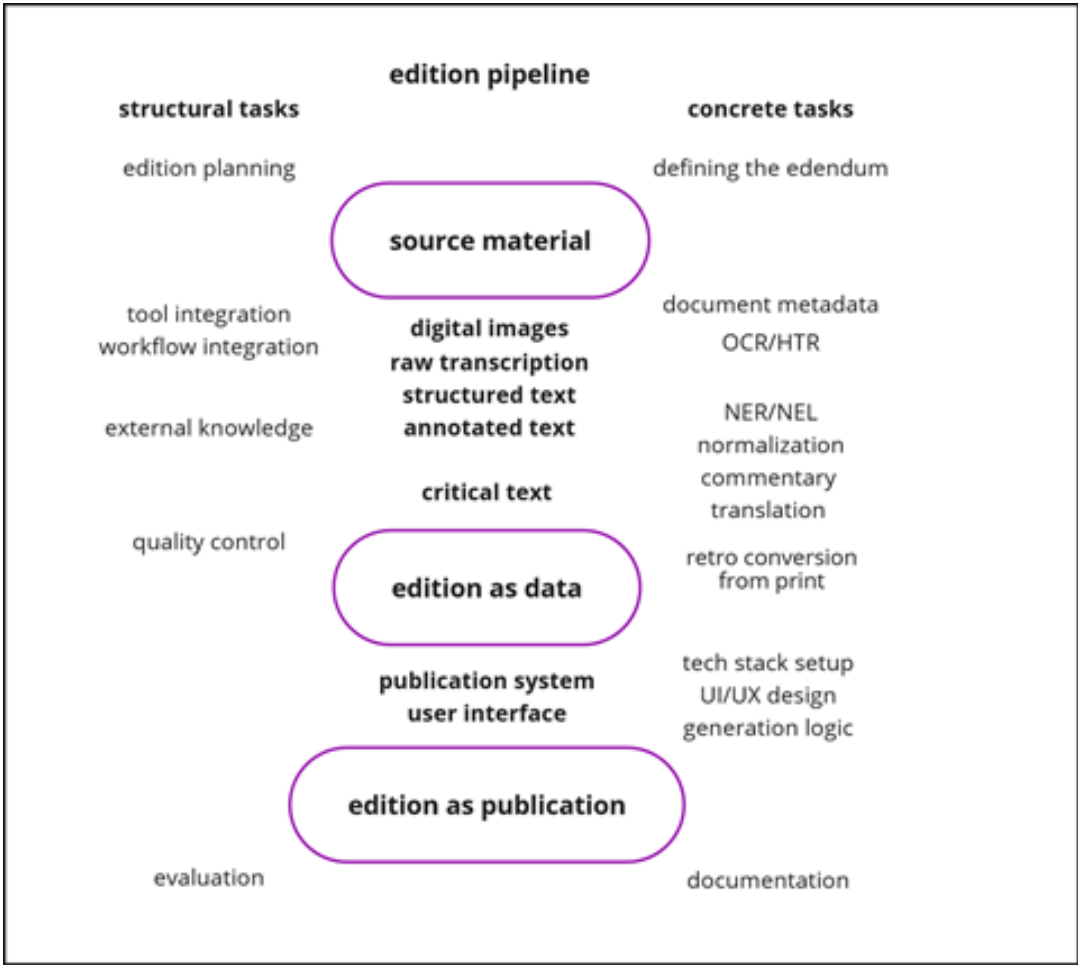 edition pipeline
structural tasks
concrete tasks
edition planning
defining the edendum
source material
document metadata
tool integration
digital images
OCR/HTR
workflow integration
raw transcription
structured text
NER/NEL
external knowledge
annotated text
normalization
commentary
critical text
translation
quality control
retro conversion
from print
edition as data
tech stack setup
publication system
UI/UX design
user interface
generation logic
edition as publication
evaluation
documentation